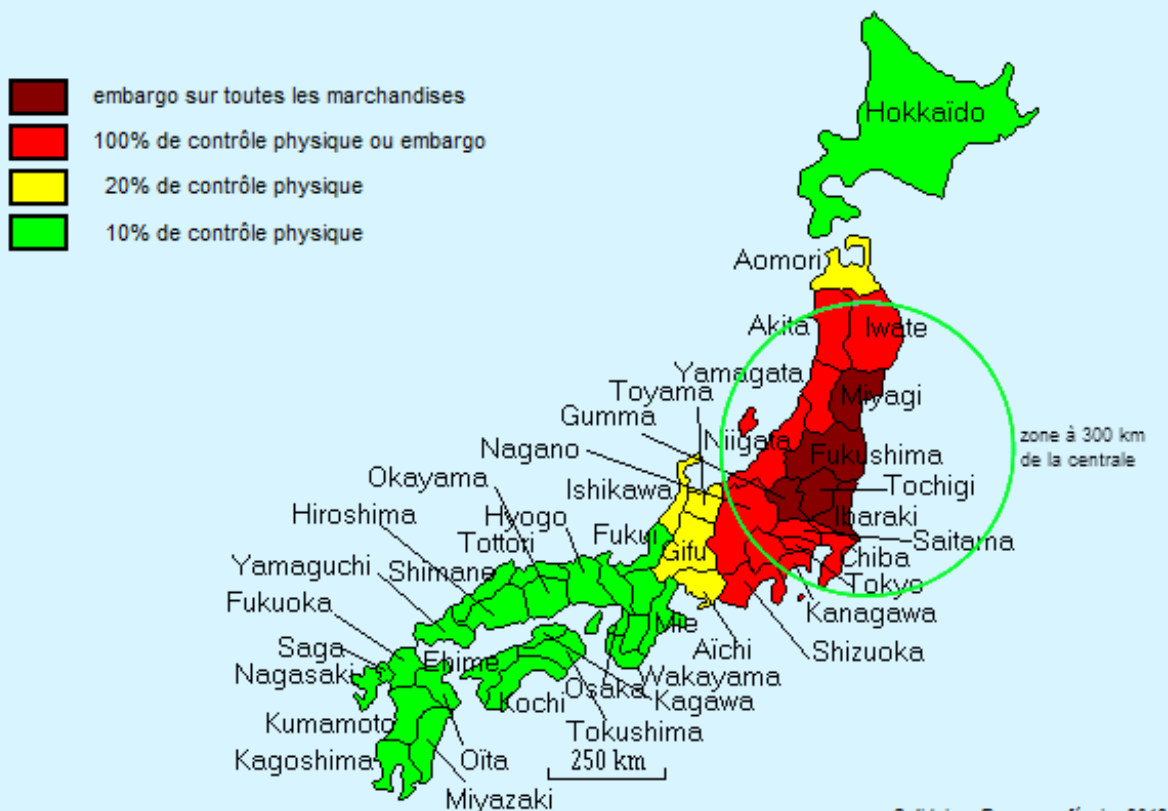 embargo sur toutes les marchandises
100% de contrôle physique ou embargo
20% de contrôle physique
10% de contrôle physique
Hokkaïdo
Aomori
Akita
Iwate
Yamagata
Miyagi
Toyama
Gumma
Niigata
zone à 300 km
de la centrale
Nagano
Fukushima
Okayama
Ishikawa
Tochigi
Hiroshima
Hyogo
Ibaraki
Tottori
Fukui
Saitama
Yamaguchi
Gifu
Chiba
Shimane
Tokyo
Fukuoka
Kanagawa
Mie
Saga
Aïchi
Shizuoka
Ehime
Nagasaki
Wakayama
Osaka
Kagawa
Kochi
Kumamoto
Tokushima
Kagoshima
Oïta
250 km
Miyazaki